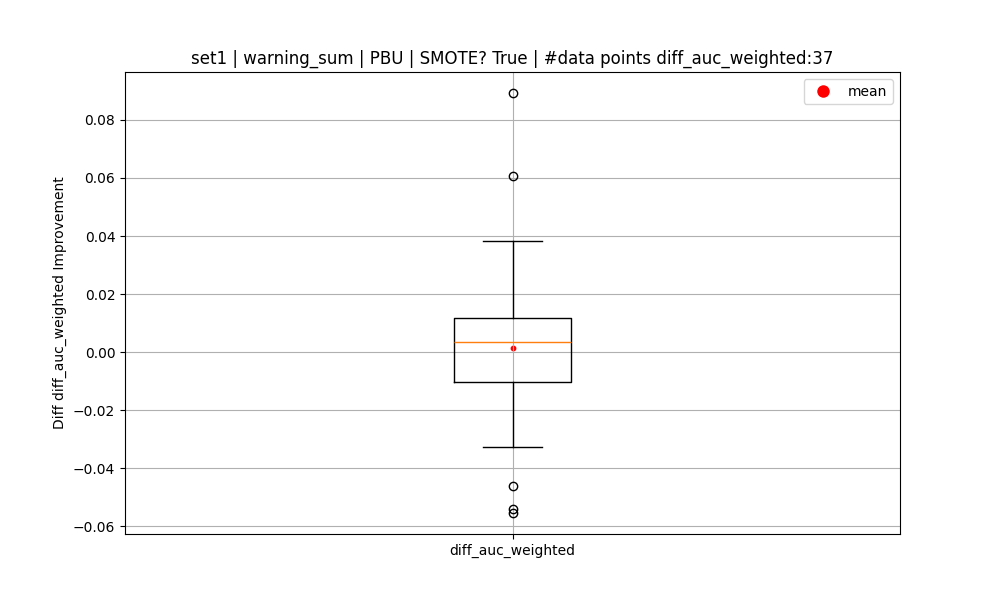 set1 | warning_sum | PBU | SMOTE? True | #data points diff_auc_weighted:37
mean
Diff diff_auc_weighted Improvement
0.08
0.06
0.04
0.02
0.00
−0.02
−0.04
−0.06
diff_auc_weighted